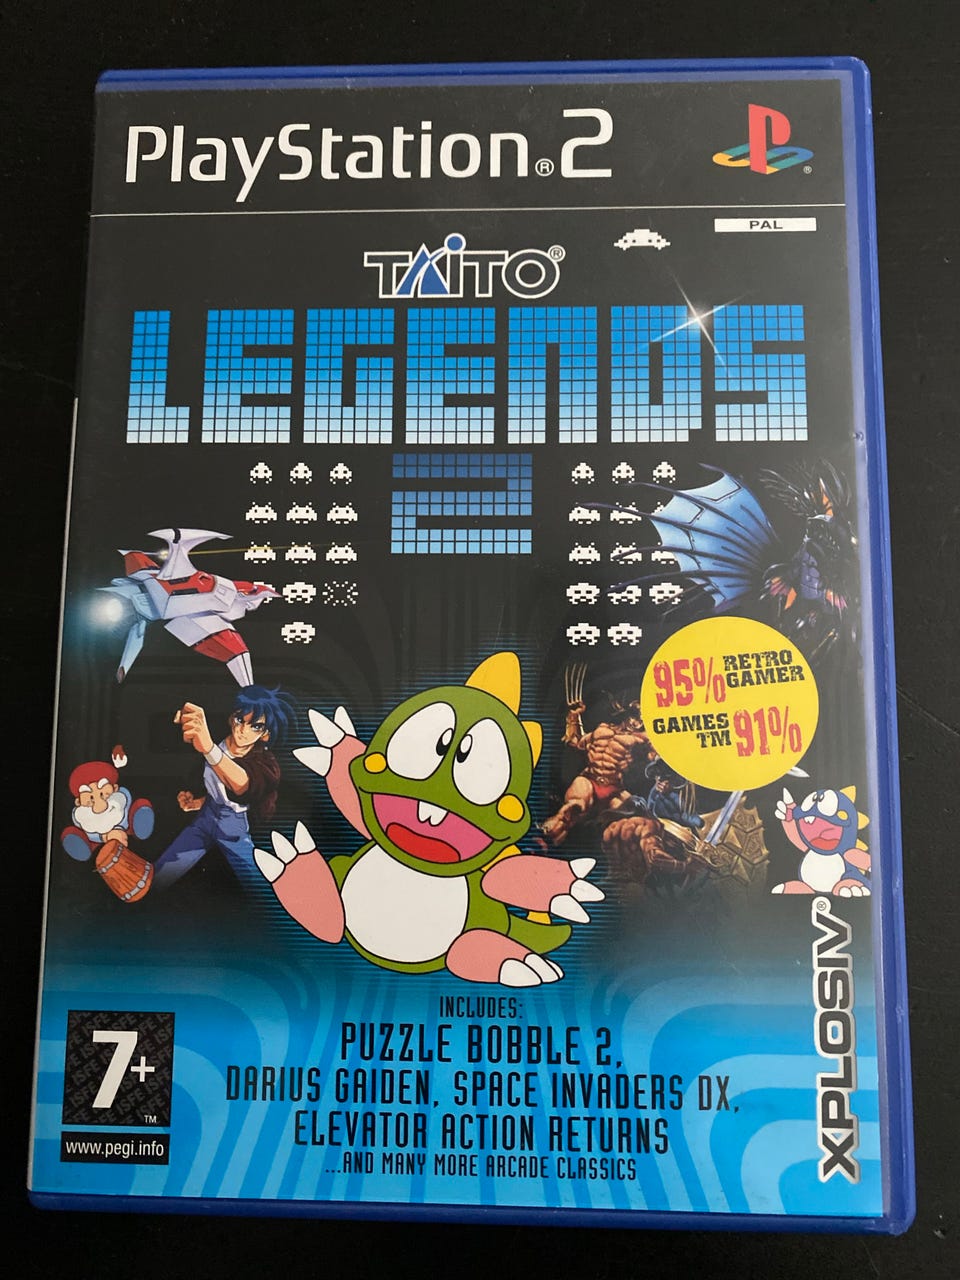 PlayStation®2
P
®
PAL
TAITO®
LEGENDS
2
95% RETRO GAMER
GAMES TM 91%
INCLUDES:
PUZZLE BOBBLE 2,
DARIUS GAIDEN, SPACE INVADERS DX,
ELEVATOR ACTION RETURNS
...AND MANY MORE ARCADE CLASSICS
7+
TM
www.pegi.info
XPLOSIV®